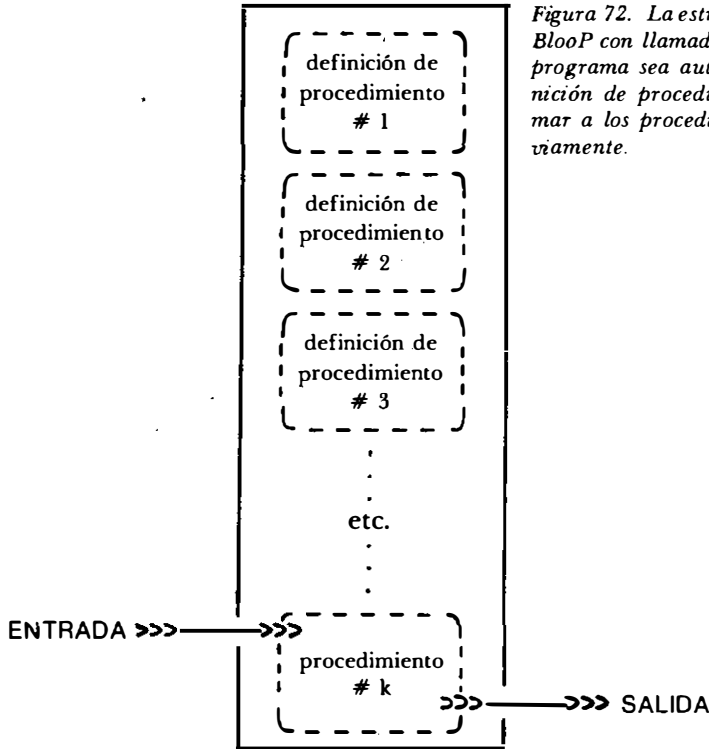 Figura 72. La est
BlooP con llamad
programa sea aut
nición de procedi
mar a los procedi
viamente.
definición de
procedimiento
# 1
definición de
procedimiento
# 2
definición de
procedimiento
# 3
etc.
ENTRADA >>> >>>
procedimiento
# k
>>> >>> SALIDA